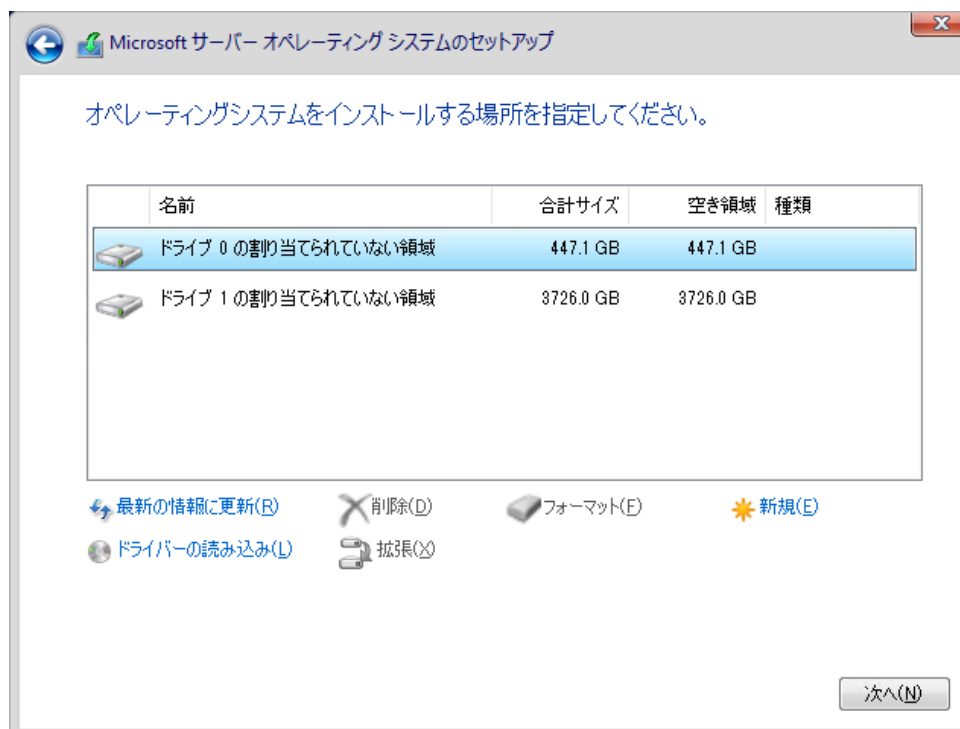 Microsoft サーバー オペレーティング システムのセットアップ
オペレーティングシステムをインストールする場所を指定してください。
名前 合計サイズ 空き領域 種類
ドライブ 0 の割り当てられていない領域 447.1 GB 447.1 GB
ドライブ 1 の割り当てられていない領域 3726.0 GB 3726.0 GB
最新の情報に更新(R) 削除(D) フォーマット(F) 新規(E)
ドライバーの読み込み(L) 拡張(X)
次へ(N)